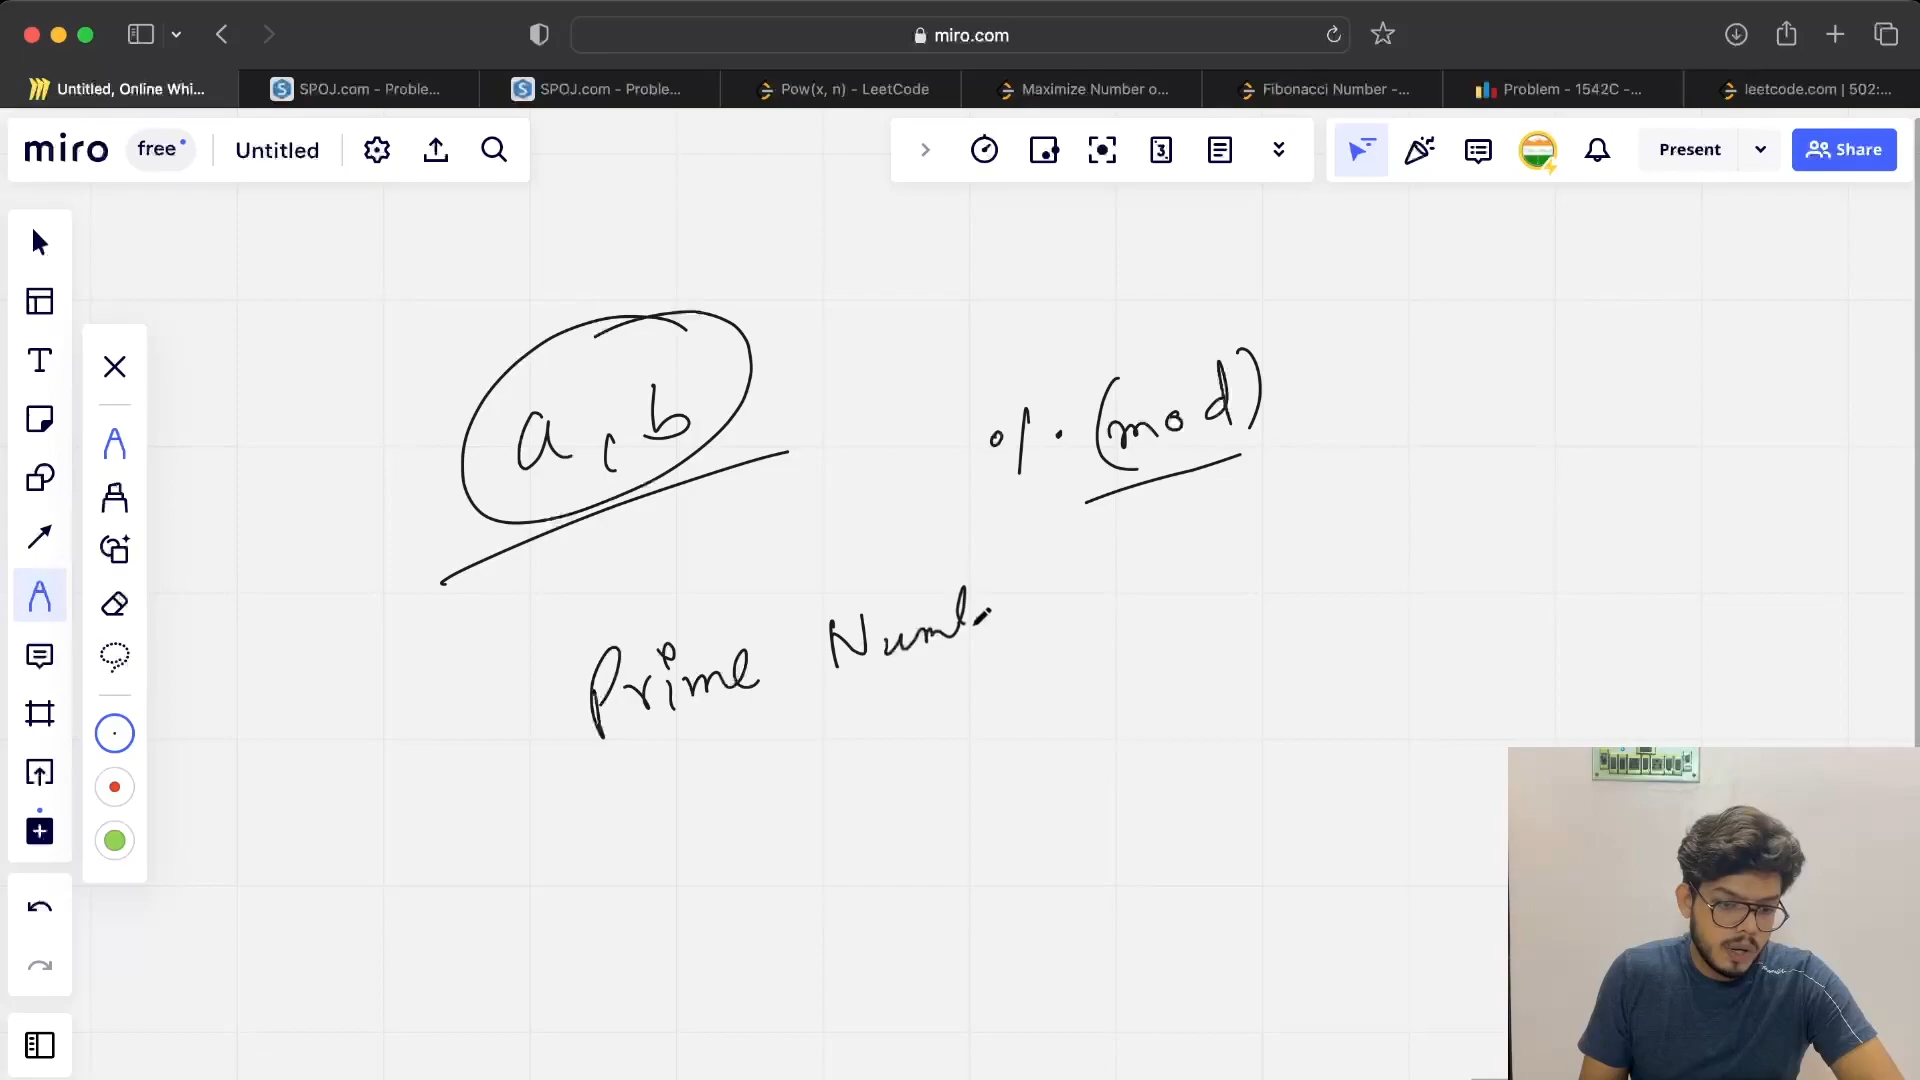 miro.com
Untitled, Online Whi...
SPOJ.com - Proble...
SPOJ.com - Proble...
Pow(x, n) - LeetCode
Maximize Number o...
Fibonacci Number -...
Problem - 1542C -...
leetcode.com | 502:...
miro
free
Untitled
3
Present
Share
a, b
% (mod)
Prime Numb